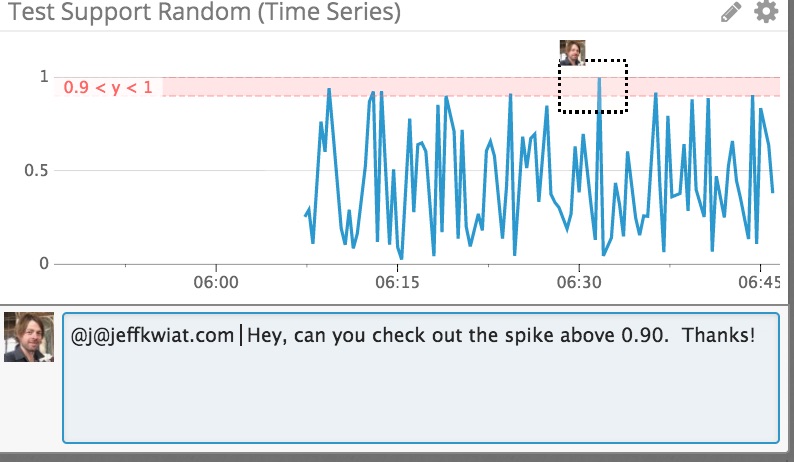 Test Support Random (Time Series)
1
0.9 < y < 1
0.5
0
06:00 06:15 06:30 06:45
@j@jeffkwiat.com Hey, can you check out the spike above 0.90. Thanks!